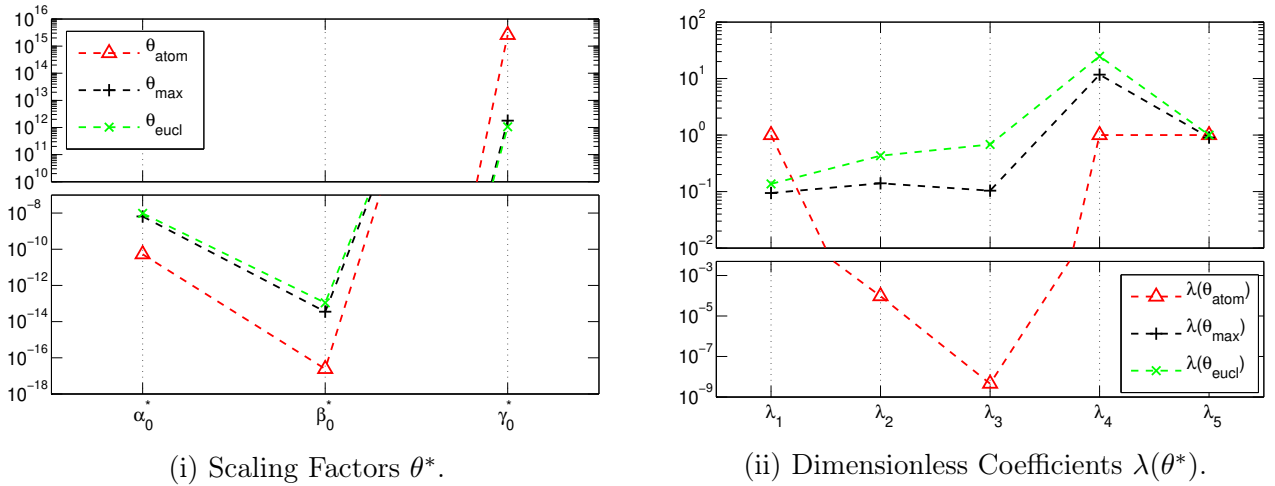 10^16
10^15
10^14
10^13
10^12
10^11
10^10
θ_atom
θ_max
θ_eucl
10^-8
10^-10
10^-12
10^-14
10^-16
10^-18
α_0^*
β_0^*
γ_0^*
(i) Scaling Factors θ*.
10^2
10^1
10^0
10^-1
10^-2
10^-3
10^-5
10^-7
10^-9
λ(θ_atom)
λ(θ_max)
λ(θ_eucl)
λ_1
λ_2
λ_3
λ_4
λ_5
(ii) Dimensionless Coefficients λ(θ*).